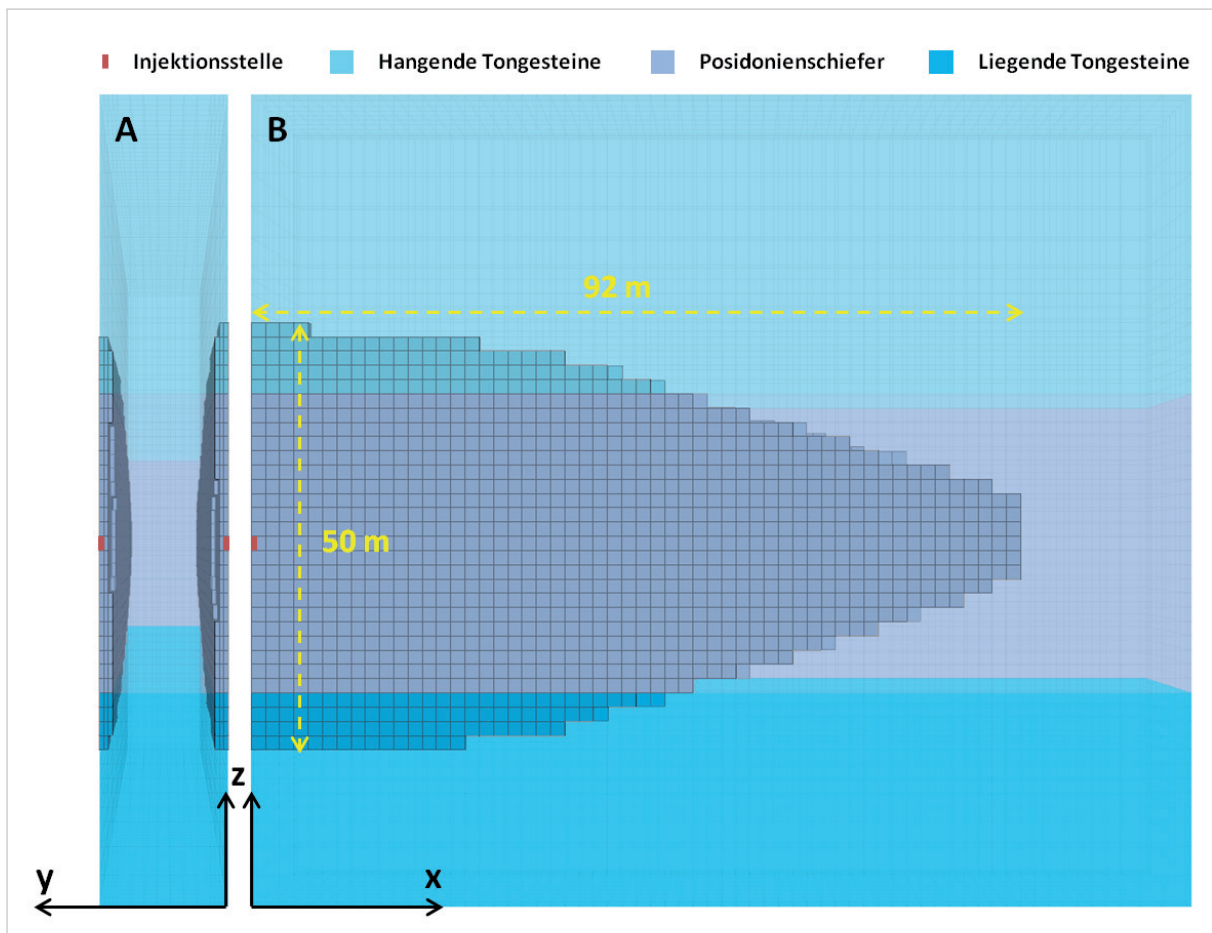 Injektionsstelle Hangende Tongesteine Posidonienschiefer Liegende Tongesteine
A B
92 m
50 m
z
y x